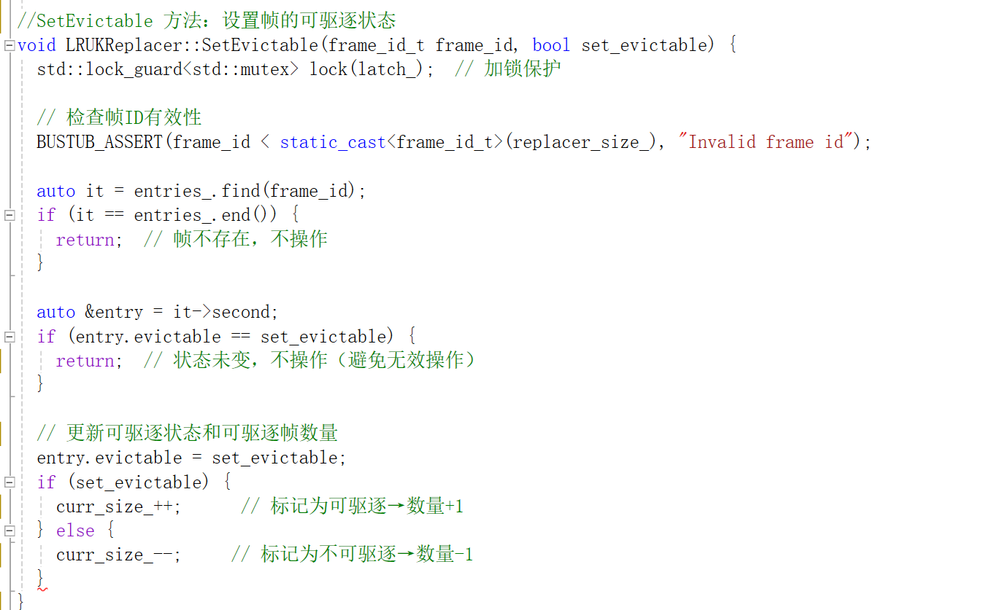 //SetEvictable 方法：设置帧的可驱逐状态
void LRUKReplacer::SetEvictable(frame_id_t frame_id, bool set_evictable) {
std::lock_guard<std::mutex> lock(latch_);  // 加锁保护
// 检查帧ID有效性
BUSTUB_ASSERT(frame_id < static_cast<frame_id_t>(replacer_size_), "Invalid frame id");
auto it = entries_.find(frame_id);
if (it == entries_.end()) {
return;  // 帧不存在，不操作
}
auto &entry = it->second;
if (entry.evictable == set_evictable) {
return;  // 状态未变，不操作（避免无效操作）
}
// 更新可驱逐状态和可驱逐帧数量
entry.evictable = set_evictable;
if (set_evictable) {
curr_size_++;      // 标记为可驱逐→数量+1
} else {
curr_size_--;     // 标记为不可驱逐→数量-1
}
}